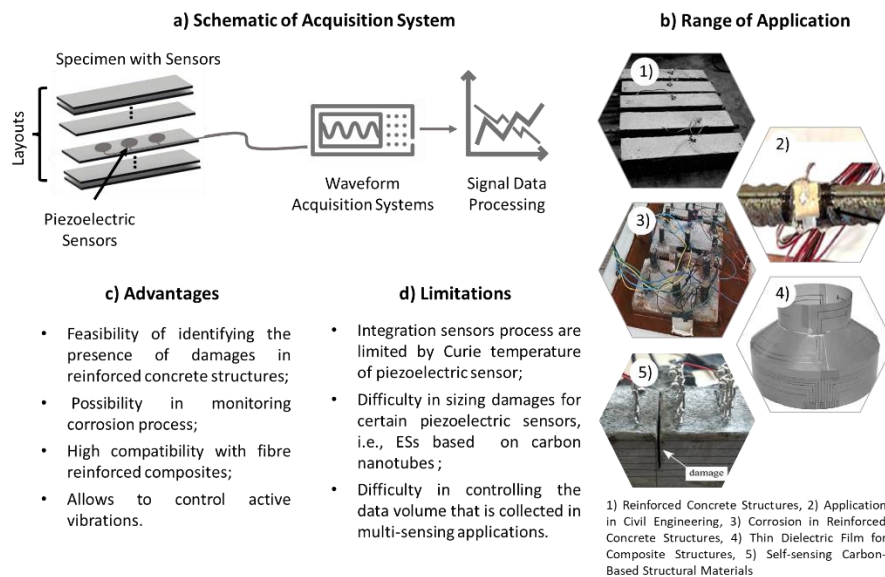 a) Schematic of Acquisition System
Specimen with Sensors
Layouts
Piezoelectric
Sensors
Waveform
Acquisition Systems
Signal Data
Processing
b) Range of Application
1)
2)
3)
4)
5)
damage
1) Reinforced Concrete Structures, 2) Application
in Civil Engineering, 3) Corrosion in Reinforced
Concrete Structures, 4) Thin Dielectric Film for
Composite Structures, 5) Self-sensing Carbon-
Based Structural Materials
c) Advantages
• Feasibility of identifying the
presence of damages in
reinforced concrete structures;
• Possibility in monitoring
corrosion process;
• High compatibility with fibre
reinforced composites;
• Allows to control active
vibrations.
d) Limitations
• Integration sensors process are
limited by Curie temperature
of piezoelectric sensor;
• Difficulty in sizing damages for
certain piezoelectric sensors,
i.e., ESs based on carbon
nanotubes ;
• Difficulty in controlling the
data volume that is collected in
multi-sensing applications.